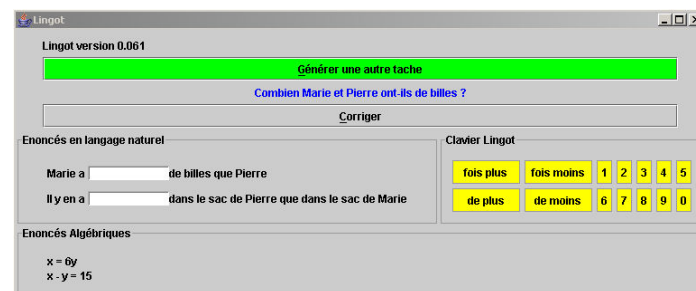 Lingot
Lingot version 0.061
Générer une autre tache
Combien Marie et Pierre ont-ils de billes ?
Corriger
Enoncés en langage naturel
Marie a de billes que Pierre
Il y en a dans le sac de Pierre que dans le sac de Marie
Clavier Lingot
fois plus fois moins 1 2 3 4 5
de plus de moins 6 7 8 9 0
Enoncés Algébriques
x = 6y
x - y = 15